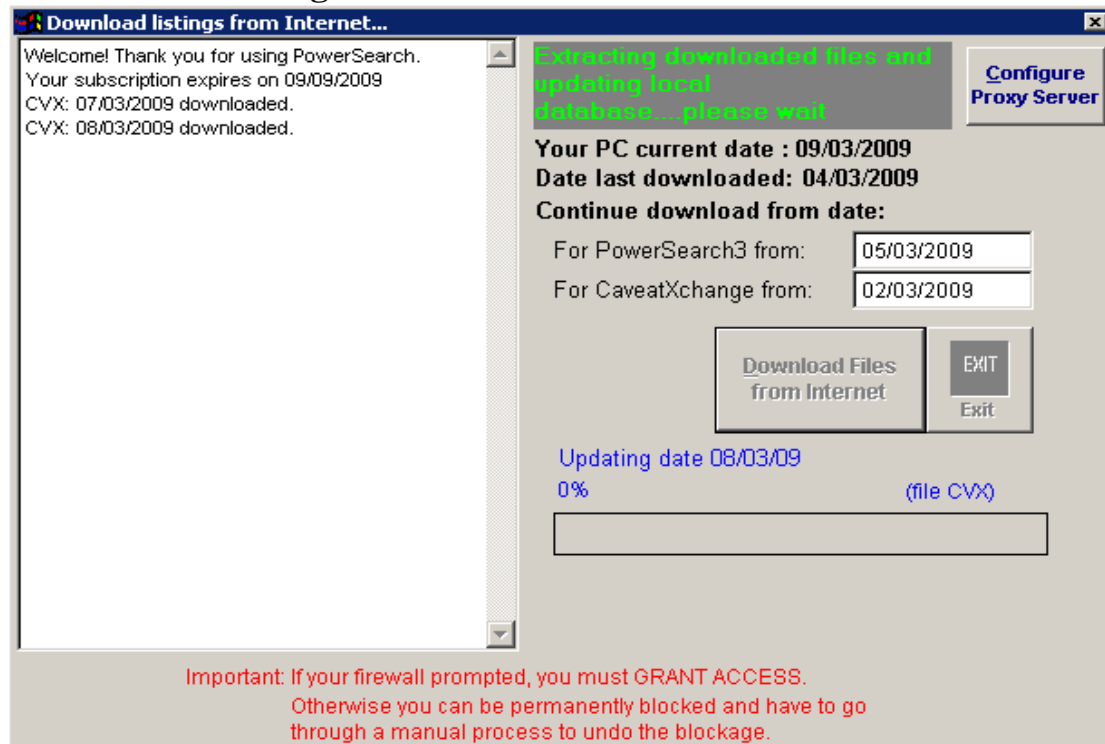 Download listings from Internet...
Welcome! Thank you for using PowerSearch.
Your subscription expires on 09/09/2009
CVX: 07/03/2009 downloaded.
CVX: 08/03/2009 downloaded.
Extracting downloaded files and
updating local
database....please wait
Configure
Proxy Server
Your PC current date : 09/03/2009
Date last downloaded: 04/03/2009
Continue download from date:
For PowerSearch3 from: 05/03/2009
For CaveatXchange from: 02/03/2009
Download Files
from Internet
EXIT
Exit
Updating date 08/03/09
0% (file CVX)
Important: If your firewall prompted, you must GRANT ACCESS.
Otherwise you can be permanently blocked and have to go
through a manual process to undo the blockage.